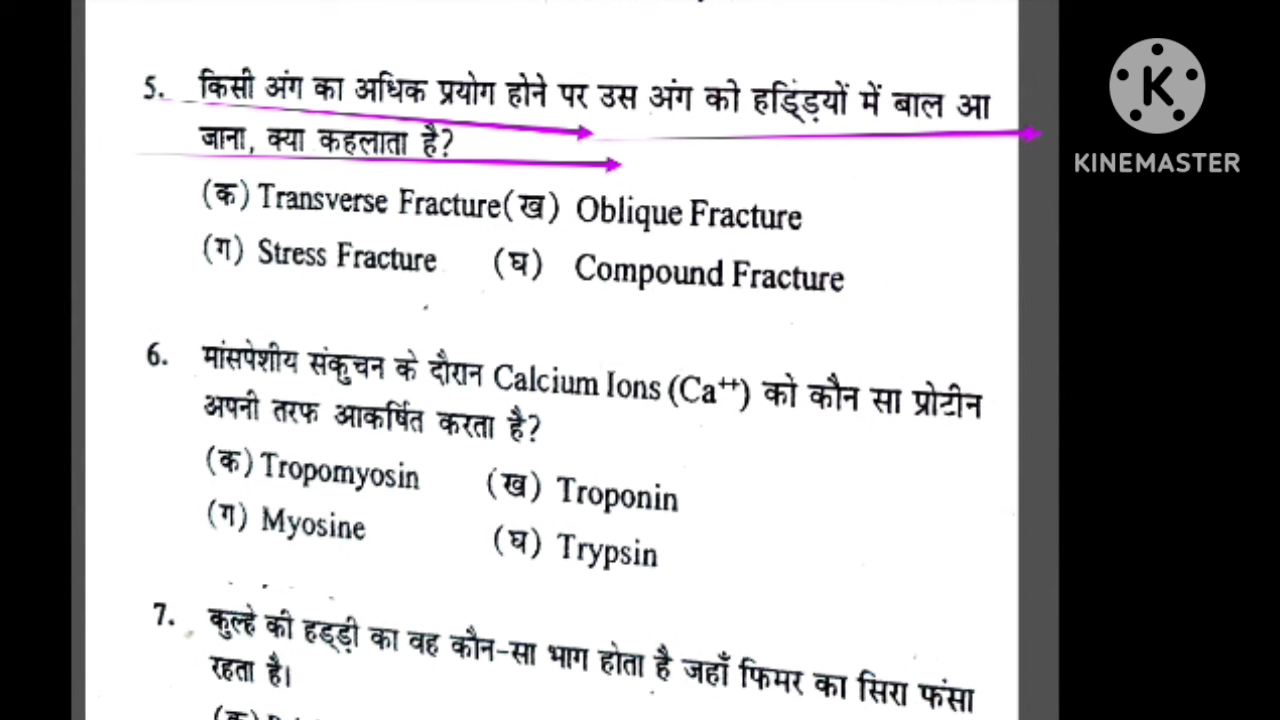 5. किसी अंग का अधिक प्रयोग होने पर उस अंग को हड्डियों में बाल आ
जाना, क्या कहलाता है?
(क) Transverse Fracture (ख) Oblique Fracture
(ग) Stress Fracture (घ) Compound Fracture
6. मांसपेशीय संकुचन के दौरान Calcium Ions (Ca⁺⁺) को कौन सा प्रोटीन
अपनी तरफ आकर्षित करता है?
(क) Tropomyosin (ख) Troponin
(ग) Myosine (घ) Trypsin
7. कुल्हे की हड्ड़ी का वह कौन-सा भाग होता है जहाँ फिमर का सिरा फंसा
रहता है।
(क)
KINEMASTER